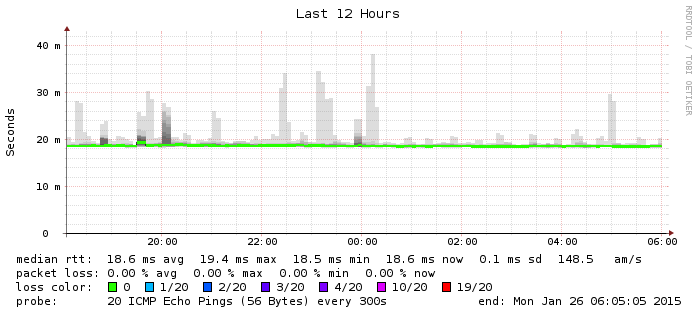 Last 12 Hours
RRDTOOL / TOBI OETIKER
Seconds
40 m
30 m
20 m
10 m
0
20:00 22:00 00:00 02:00 04:00 06:00
median rtt: 18.6 ms avg 19.4 ms max 18.5 ms min 18.6 ms now 0.1 ms sd 148.5 am/s
packet loss: 0.00 % avg 0.00 % max 0.00 % min 0.00 % now
loss color: 0 1/20 2/20 3/20 4/20 10/20 19/20
probe: 20 ICMP Echo Pings (56 Bytes) every 300s end: Mon Jan 26 06:05:05 2015